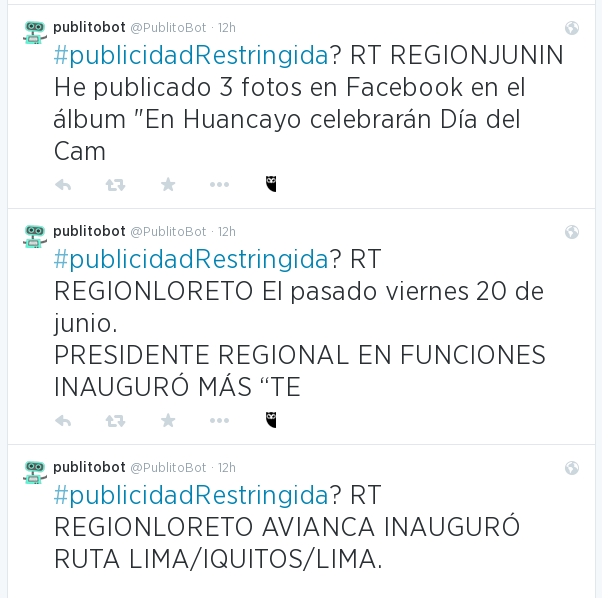 publitobot @PublitoBot · 12h
#publicidadRestringida? RT REGIONJUNIN
He publicado 3 fotos en Facebook en el
álbum "En Huancayo celebrarán Día del
Cam
publitobot @PublitoBot · 12h
#publicidadRestringida? RT
REGIONLORETO El pasado viernes 20 de
junio.
PRESIDENTE REGIONAL EN FUNCIONES
INAUGURÓ MÁS “TE
publitobot @PublitoBot · 12h
#publicidadRestringida? RT
REGIONLORETO AVIANCA INAUGURÓ
RUTA LIMA/IQUITOS/LIMA.